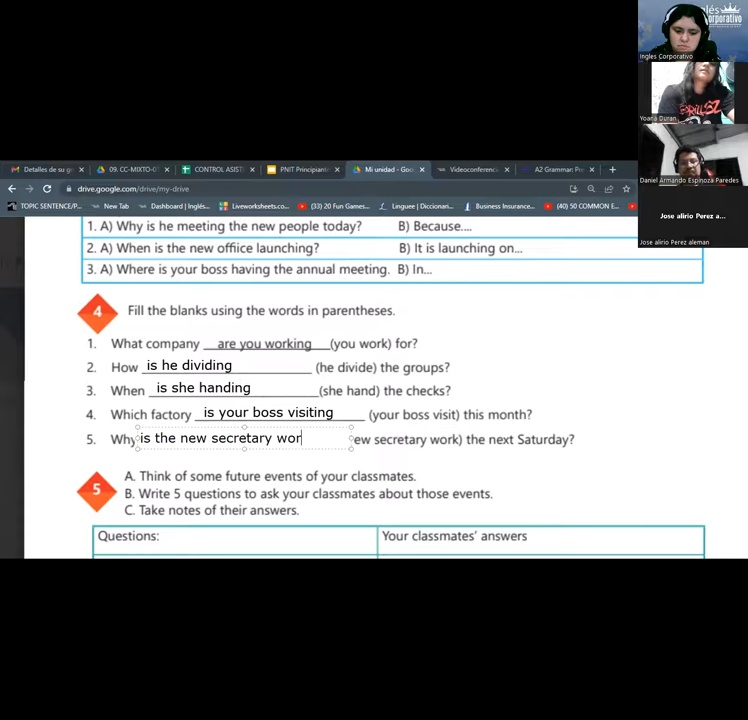 glés
orporativo
Ingles Corporativo
Yoana Duran
Daniel Armando Espinoza Paredes
Jose alirio Perez a...
Jose alirio Perez aleman
Detalles de su g
09. CC-MIXTO-0
CONTROL ASIST
PNIT Principian
Mi unidad - Goo
Videoconferenci
A2 Grammar Pr
drive.google.com/drive/my-drive
TOPIC SENTENCE/P...
New Tab
Dashboard | Inglés...
Liveworksheets.co...
(33) 20 Fun Games...
Linguee | Diccionari...
Business Insurance...
(40) 50 COMMON E...
1. A) Why is he meeting the new people today? B) Because....
2. A) When is the new offiice launching? B) It is launching on...
3. A) Where is your boss having the annual meeting. B) In...
4 Fill the blanks using the words in parentheses.
1. What company are you working (you work) for?
2. How is he dividing (he divide) the groups?
3. When is she handing (she hand) the checks?
4. Which factory is your boss visiting (your boss visit) this month?
5. Why is the new secretary wor ew secretary work) the next Saturday?
5 A. Think of some future events of your classmates.
B. Write 5 questions to ask your classmates about those events.
C. Take notes of their answers.
Questions: Your classmates' answers